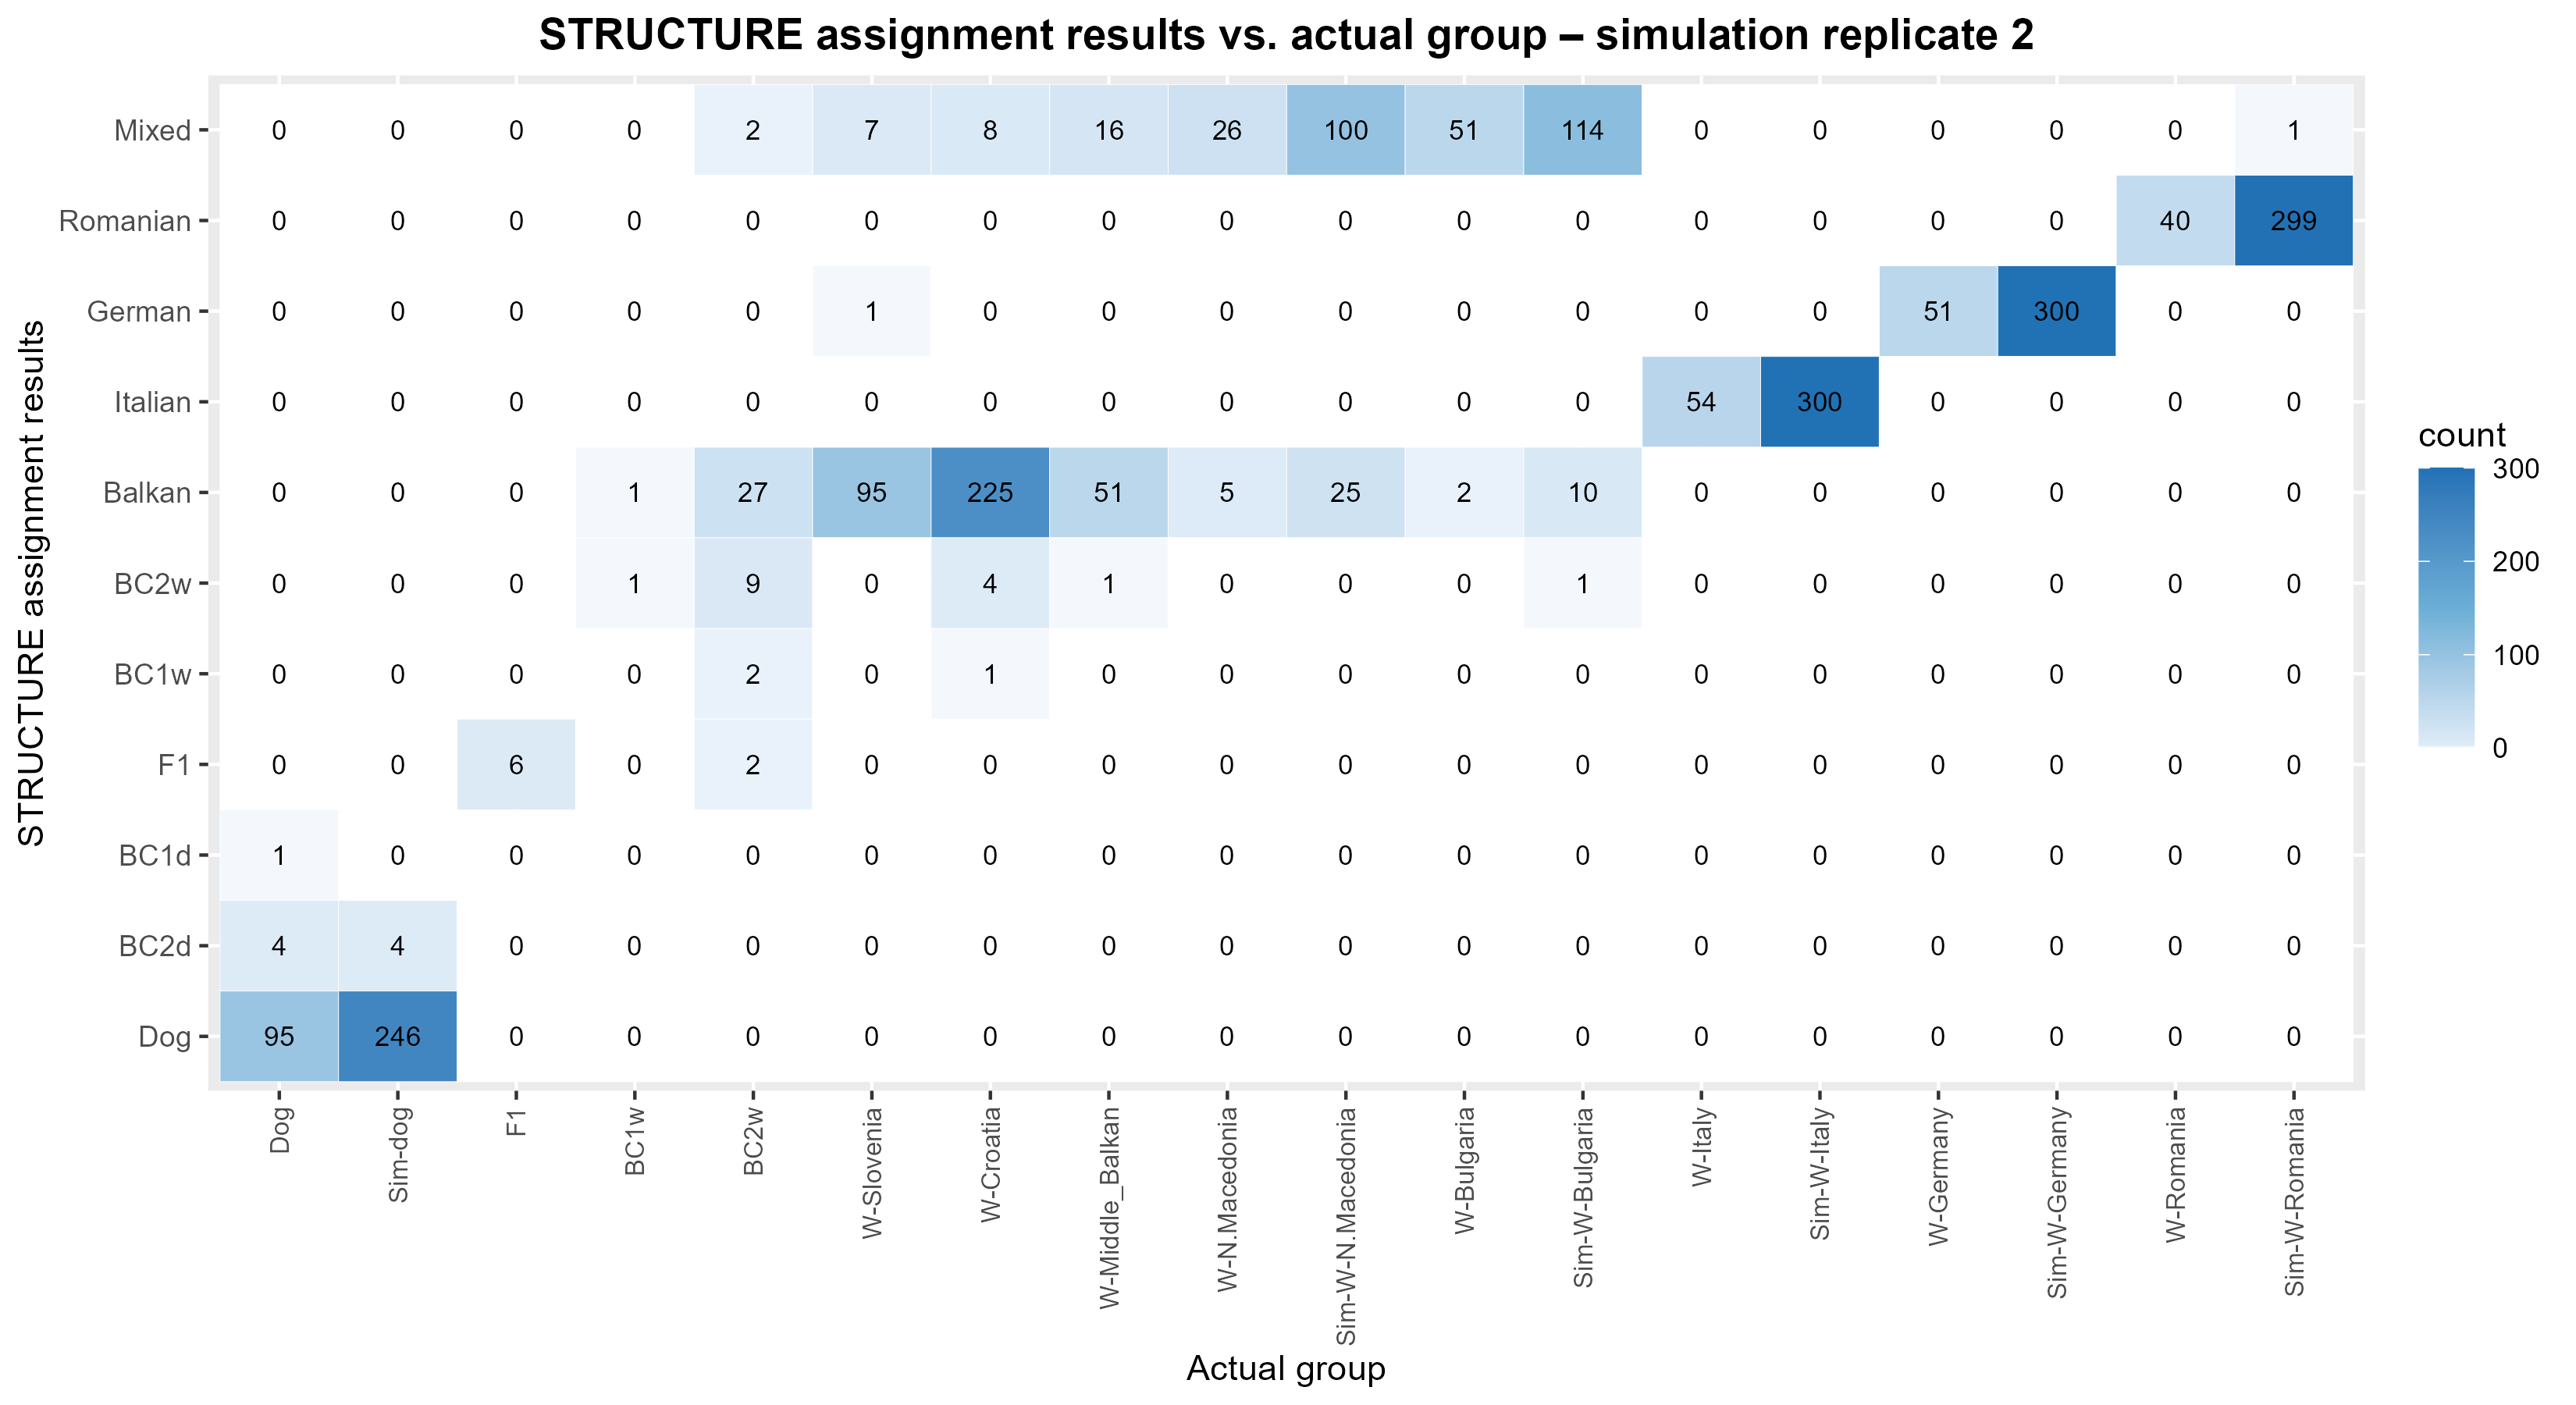 STRUCTURE assignment results vs. actual group – simulation replicate 2
STRUCTURE assignment results
Mixed 0 0 0 0 2 7 8 16 26 100 51 114 0 0 0 0 0 1
Romanian 0 0 0 0 0 0 0 0 0 0 0 0 0 0 0 0 40 299
German 0 0 0 0 0 1 0 0 0 0 0 0 0 0 51 300 0 0
Italian 0 0 0 0 0 0 0 0 0 0 0 0 54 300 0 0 0 0
Balkan 0 0 0 1 27 95 225 51 5 25 2 10 0 0 0 0 0 0
BC2w 0 0 0 1 9 0 4 1 0 0 0 1 0 0 0 0 0 0
BC1w 0 0 0 0 2 0 1 0 0 0 0 0 0 0 0 0 0 0
F1 0 0 6 0 2 0 0 0 0 0 0 0 0 0 0 0 0 0
BC1d 1 0 0 0 0 0 0 0 0 0 0 0 0 0 0 0 0 0
BC2d 4 4 0 0 0 0 0 0 0 0 0 0 0 0 0 0 0 0
Dog 95 246 0 0 0 0 0 0 0 0 0 0 0 0 0 0 0 0
Dog
Sim-dog
F1
BC1w
BC2w
W-Slovenia
W-Croatia
W-Middle_Balkan
W-N.Macedonia
Sim-W-N.Macedonia
W-Bulgaria
Sim-W-Bulgaria
W-Italy
Sim-W-Italy
W-Germany
Sim-W-Germany
W-Romania
Sim-W-Romania
Actual group
count
300
200
100
0